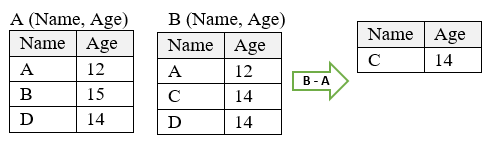 A (Name, Age)
Name Age
A 12
B 15
D 14
B (Name, Age)
Name Age
A 12
C 14
D 14
B - A
Name Age
C 14